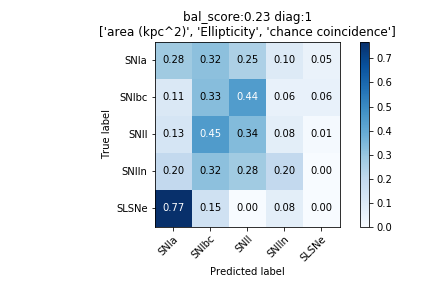 bal_score:0.23 diag:1
['area (kpc^2)', 'Ellipticity', 'chance coincidence']
True label
SNIa 0.28 0.32 0.25 0.10 0.05
SNIbc 0.11 0.33 0.44 0.06 0.06
SNII 0.13 0.45 0.34 0.08 0.01
SNIIn 0.20 0.32 0.28 0.20 0.00
SLSNe 0.77 0.15 0.00 0.08 0.00
SNIa SNIbc SNII SNIIn SLSNe
Predicted label
0.7
0.6
0.5
0.4
0.3
0.2
0.1
0.0